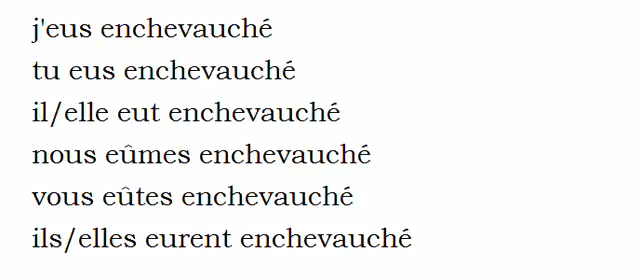 j'eus enchevauché
tu eus enchevauché
il/elle eut enchevauché
nous eûmes enchevauché
vous eûtes enchevauché
ils/elles eurent enchevauché